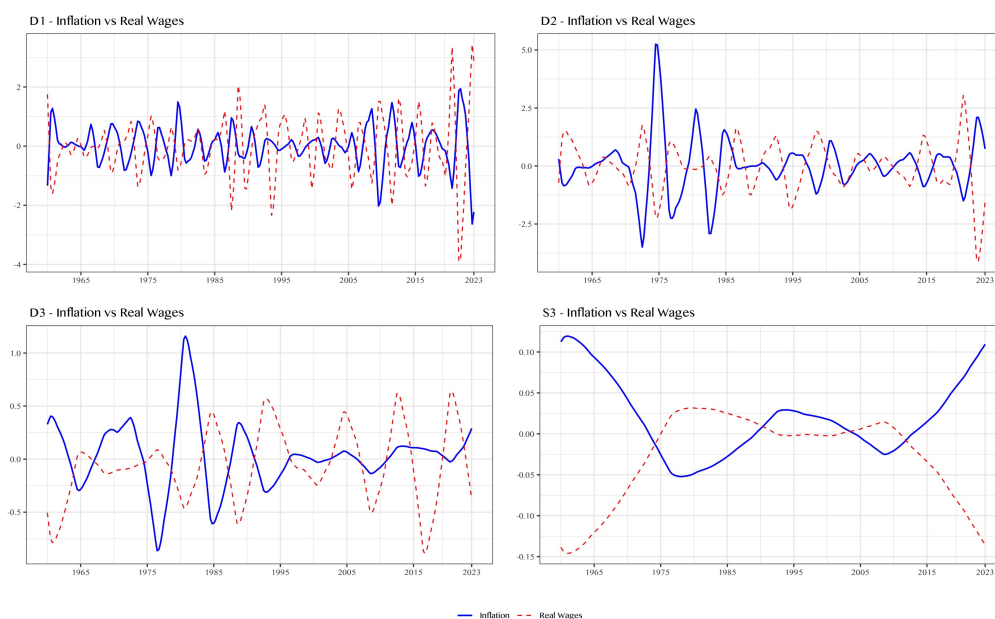 D1 - Inflation vs Real Wages
D2 - Inflation vs Real Wages
2
0
-2
-4
1965 1975 1985 1995 2005 2015 2023
5.0
2.5
0.0
-2.5
1965 1975 1985 1995 2005 2015 2023
D3 - Inflation vs Real Wages
S3 - Inflation vs Real Wages
1.0
0.5
0.0
-0.5
1965 1975 1985 1995 2005 2015 2023
0.10
0.05
0.00
-0.05
-0.10
-0.15
1965 1975 1985 1995 2005 2015 2023
Inflation Real Wages